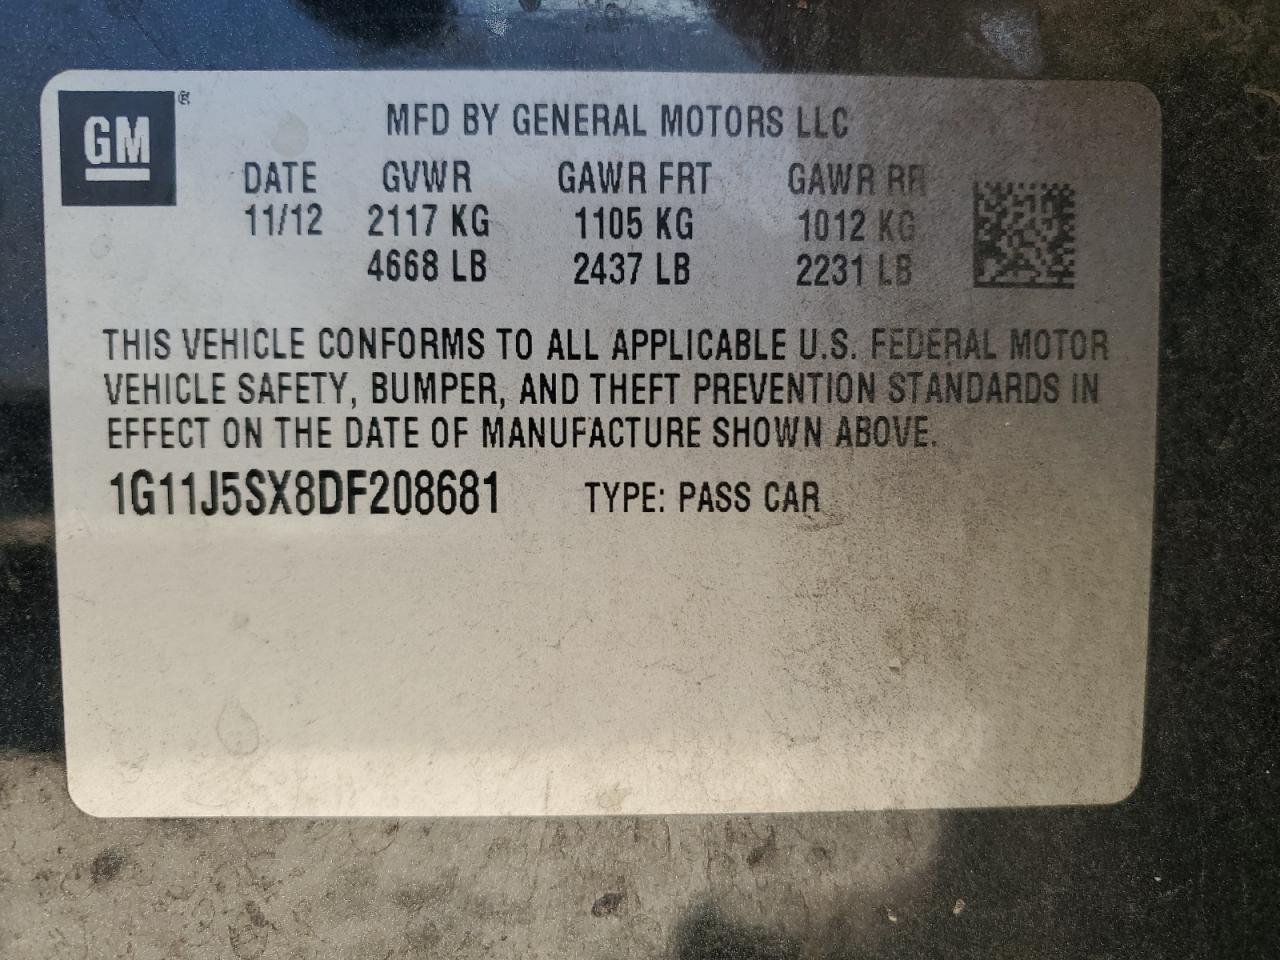 GM ®
MFD BY GENERAL MOTORS LLC
DATE GVWR GAWR FRT GAWR RR
11/12 2117 KG 1105 KG 1012 KG
4668 LB 2437 LB 2231 LB
THIS VEHICLE CONFORMS TO ALL APPLICABLE U.S. FEDERAL MOTOR
VEHICLE SAFETY, BUMPER, AND THEFT PREVENTION STANDARDS IN
EFFECT ON THE DATE OF MANUFACTURE SHOWN ABOVE.
1G11J5SX8DF208681 TYPE: PASS CAR